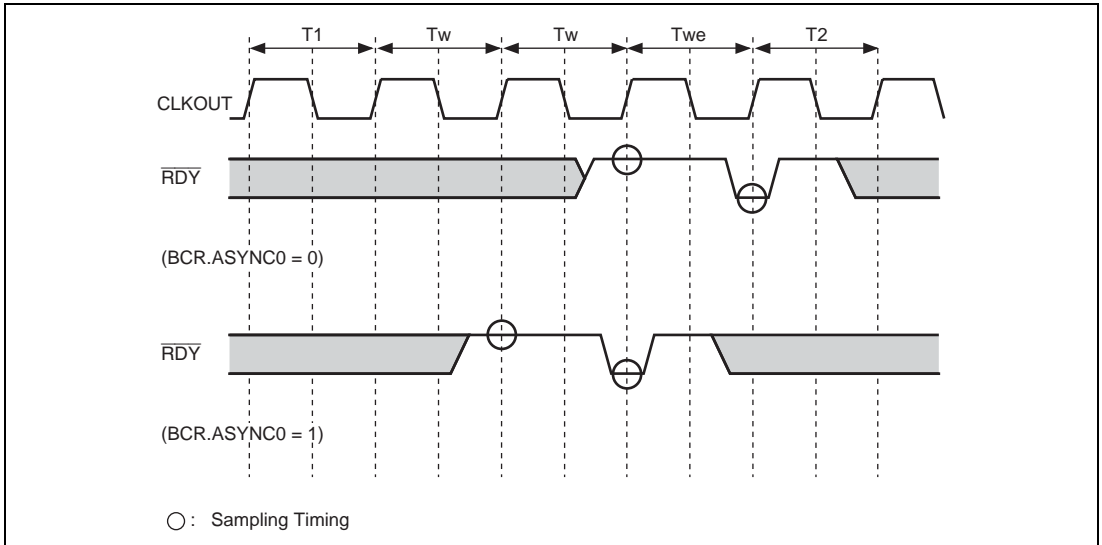 T1 Tw Tw Twe T2
CLKOUT
RDY
(BCR.ASYNC0 = 0)
RDY
(BCR.ASYNC0 = 1)
: Sampling Timing